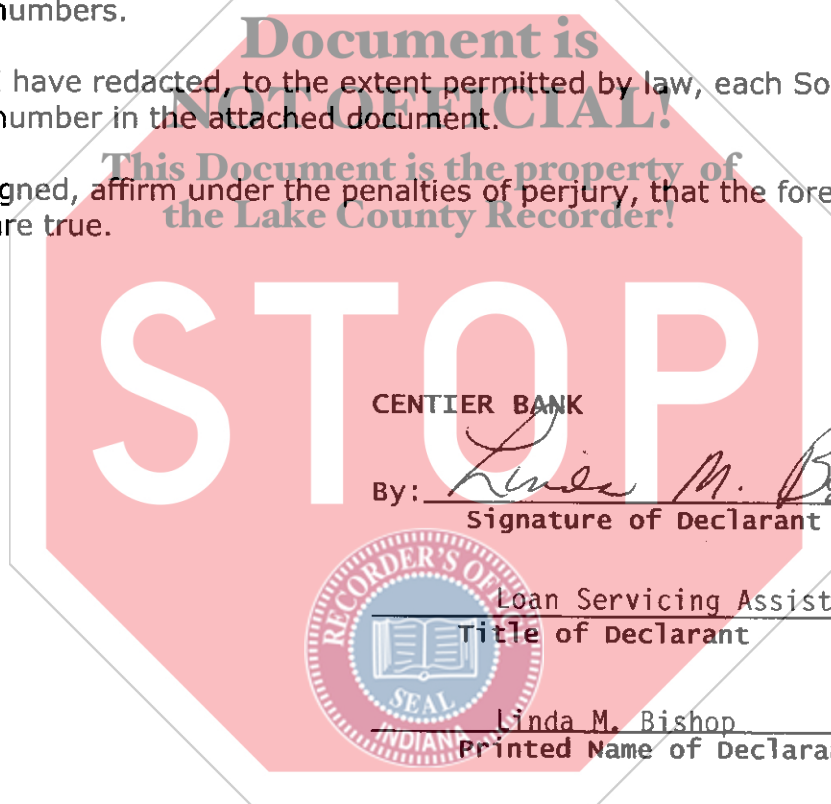 numbers.
Document is
I have redacted, to the extent permitted by law, each So
NOT OFFICIAL!
number in the attached document.
This Document is the property of
gned, affirm under the penalties of perjury, that the fore
the Lake County Recorder!
are true.
STOP
CENTIER BANK
By: Linda M. B
Signature of Declarant
RECORDER'S OFFICE
Loan Servicing Assist
Title of Declarant
SEAL
INDIANA
Linda M. Bishop
Printed Name of Declara